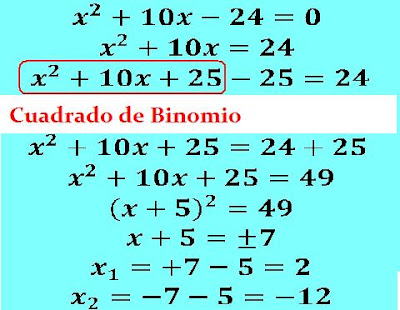 x² + 10x − 24 = 0
x² + 10x = 24
x² + 10x + 25 − 25 = 24
Cuadrado de Binomio
x² + 10x + 25 = 24 + 25
x² + 10x + 25 = 49
(x + 5)² = 49
x + 5 = ±7
x₁ = +7 − 5 = 2
x₂ = −7 − 5 = −12